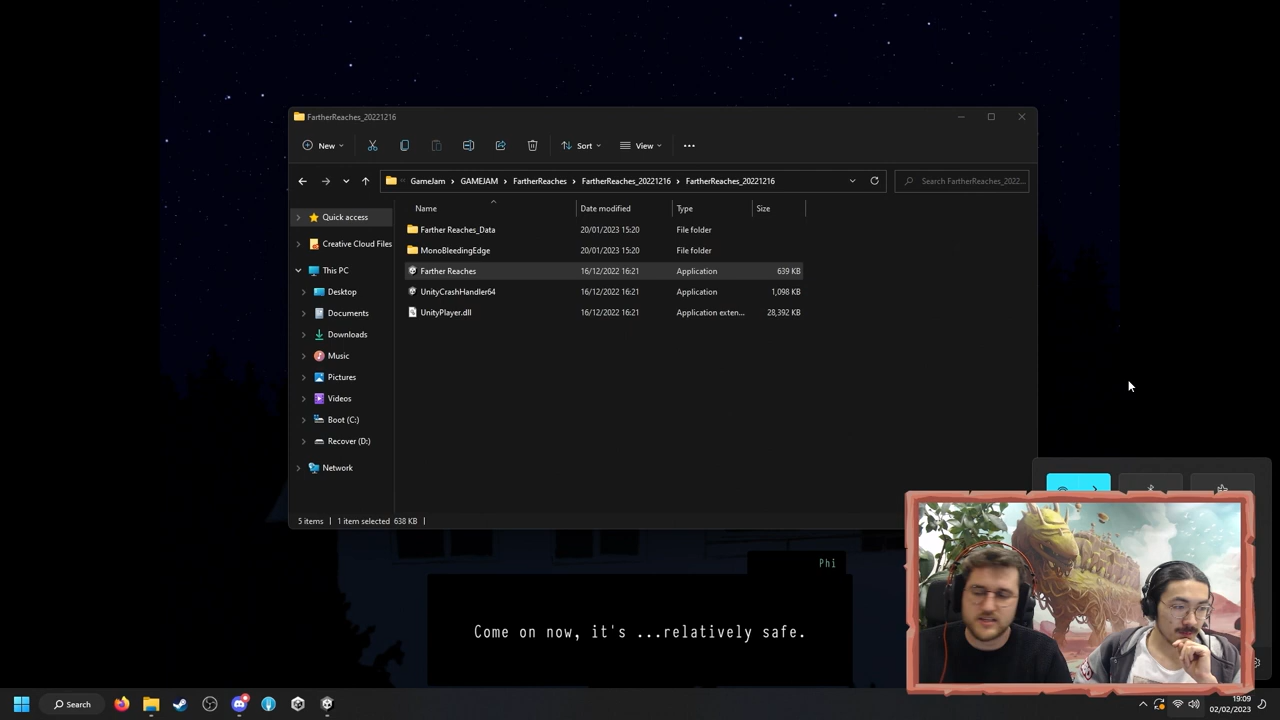 FartherReaches_20221216
New
Sort
View
GameJam > GAMEJAM > FartherReaches > FartherReaches_20221216 > FartherReaches_20221216
Search FartherReaches_2022...
Name Date modified Type Size
Quick access
Creative Cloud Files
This PC
Desktop
Documents
Downloads
Music
Pictures
Videos
Boot (C:)
Recover (D:)
Network
Farther Reaches_Data 20/01/2023 15:20 File folder
MonoBleedingEdge 20/01/2023 15:20 File folder
Farther Reaches 16/12/2022 16:21 Application 639 KB
UnityCrashHandler64 16/12/2022 16:21 Application 1,098 KB
UnityPlayer.dll 16/12/2022 16:21 Application exten... 28,392 KB
5 items 1 item selected 638 KB
Phi
Come on now, it's ...relatively safe.
Search
19:09
02/02/2023